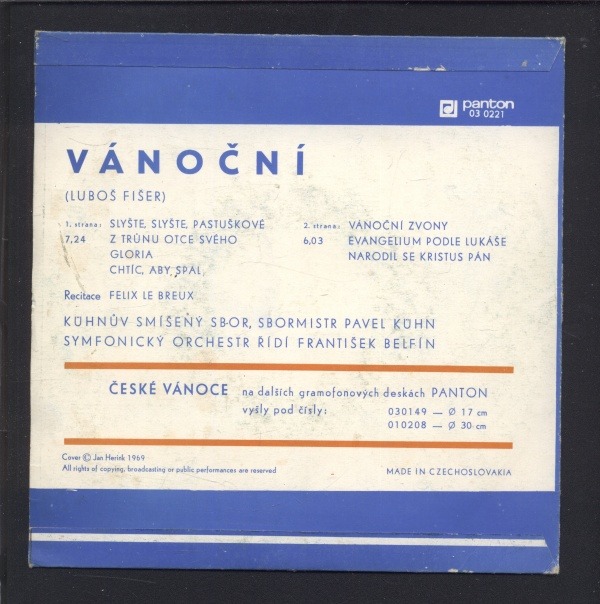 panton
03 0221
VÁNOČNÍ
(LUBOŠ FIŠER)
1. strana: SLYŠTE, SLYŠTE, PASTUŠKOVÉ
7,24 Z TRŮNU OTCE SVÉHO
GLORIA
CHTÍC, ABY SPAL,
2. strana: VÁNOČNÍ ZVONY
6,03 EVANGELIUM PODLE LUKÁŠE
NARODIL SE KRISTUS PÁN
Recitace FELIX LE BREUX
KÜHNŮV SMÍŠENÝ SBOR, SBORMISTR PAVEL KÜHN
SYMFONICKÝ ORCHESTR ŘÍDÍ FRANTIŠEK BELFÍN
ČESKÉ VÁNOCE na dalších gramofonových deskách PANTON
vyšly pod čísly: 030149 — Ø 17 cm
010208 — Ø 30 cm
Cover © Jan Herink 1969
All rights of copying, broadcasting or public performances are reserved
MADE IN CZECHOSLOVAKIA